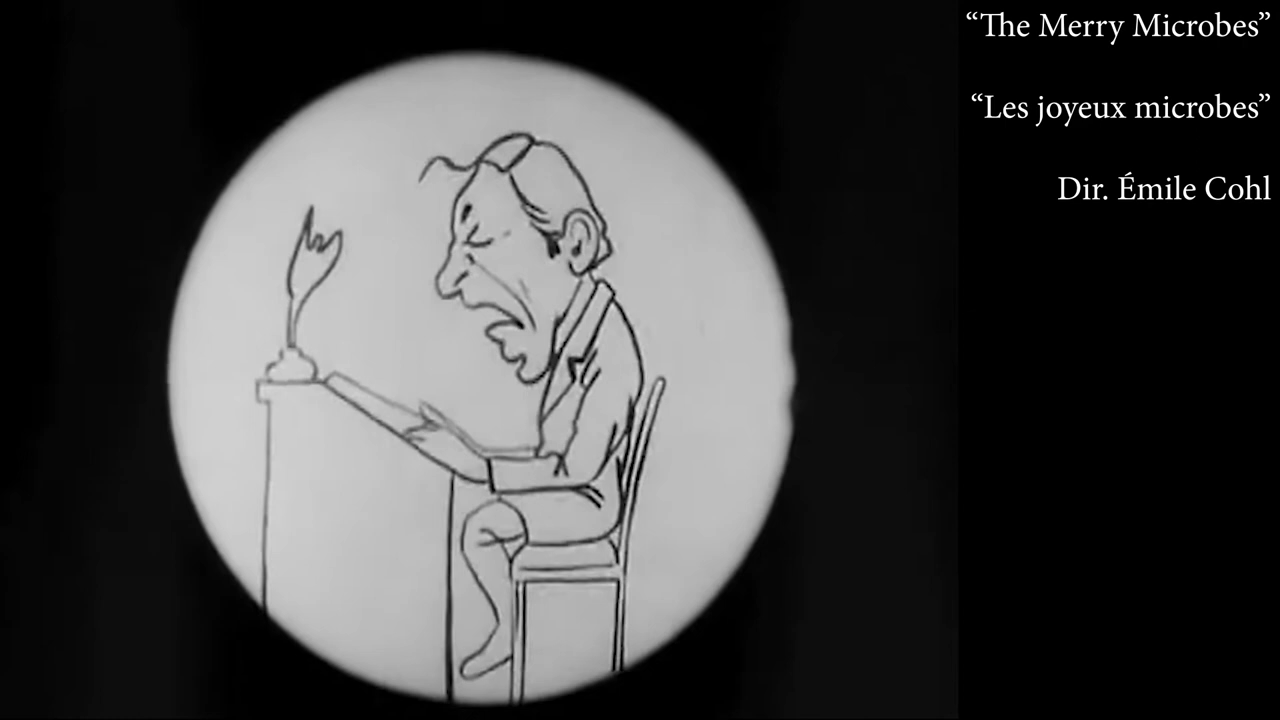 “The Merry Microbes”
“Les joyeux microbes”
Dir. Émile Cohl